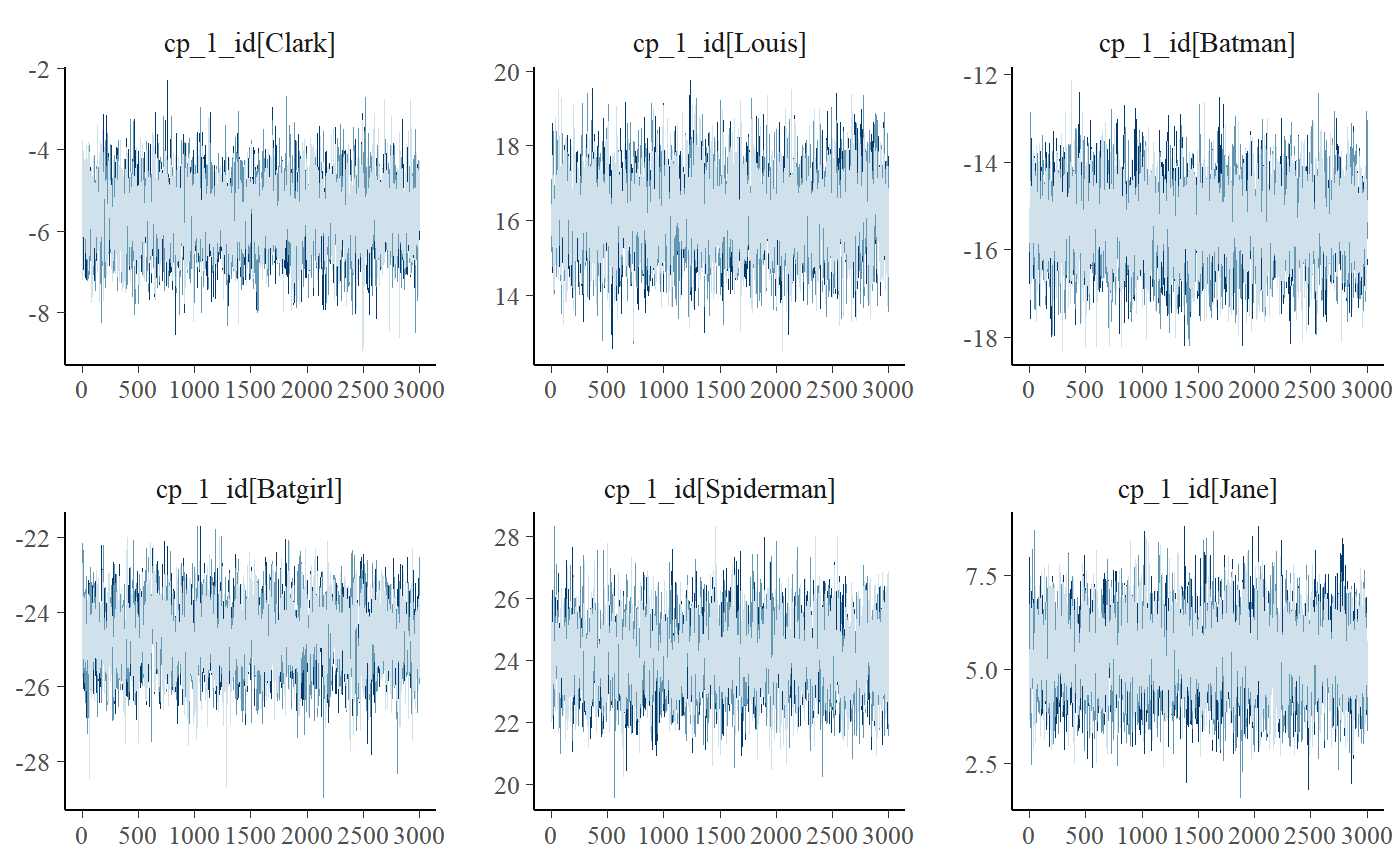 cp_1_id[Clark] cp_1_id[Louis] cp_1_id[Batman]
-2 20 -12
-4 18 -14
-6 16 -16
-8 14 -18
0 500 1000 1500 2000 2500 3000 0 500 1000 1500 2000 2500 3000 0 500 1000 1500 2000 2500 3000
cp_1_id[Batgirl] cp_1_id[Spiderman] cp_1_id[Jane]
-22 28 7.5
-24 26 5.0
-26 24 2.5
-28 22
20
0 500 1000 1500 2000 2500 3000 0 500 1000 1500 2000 2500 3000 0 500 1000 1500 2000 2500 3000